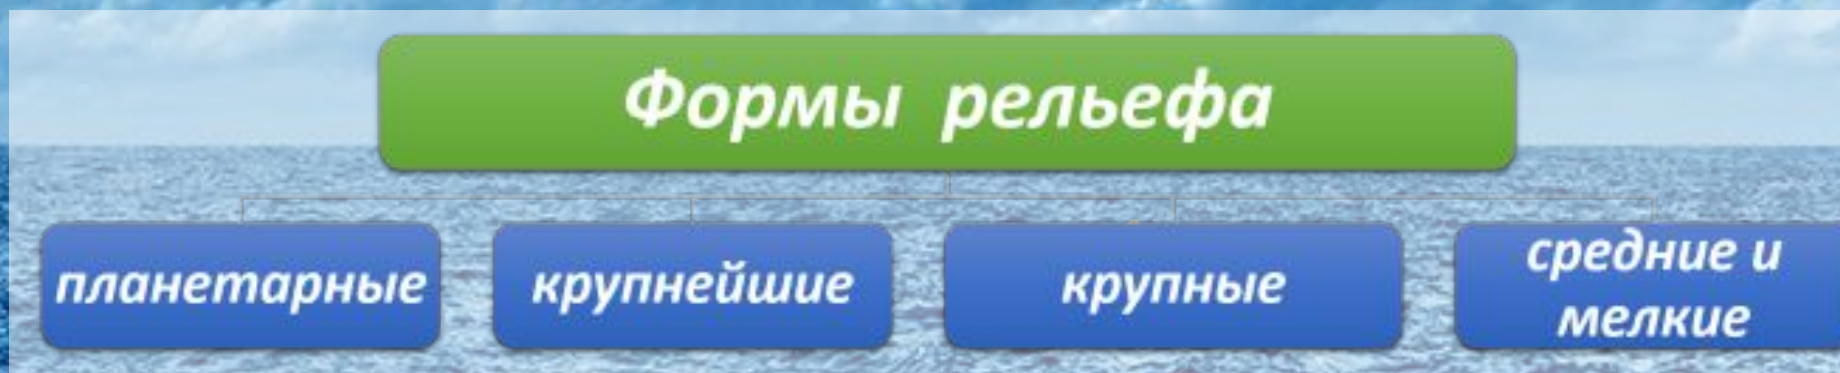 Формы рельефа
планетарные
крупнейшие
крупные
средние и
мелкие